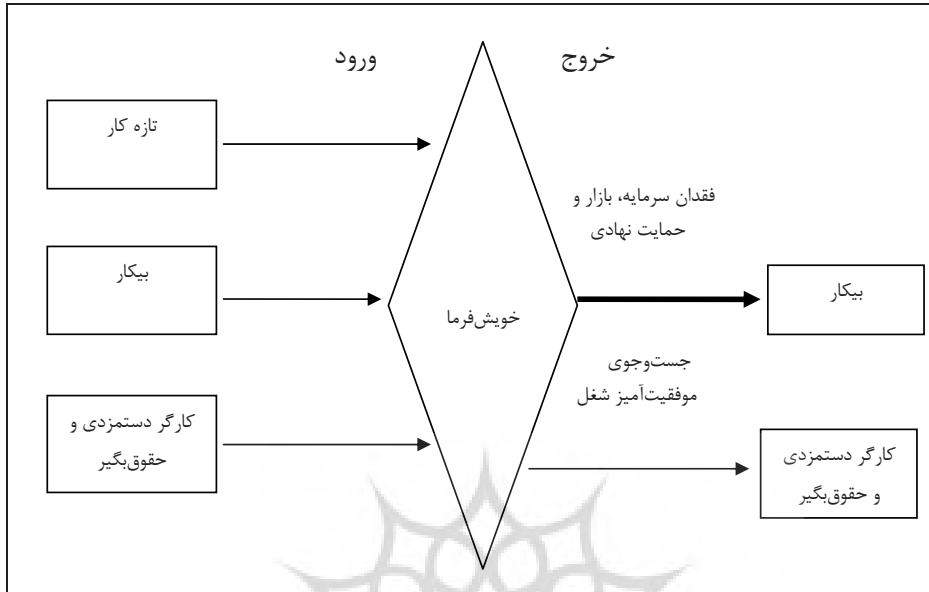 ورود
خروج
تازه کار
بیکار
کارگر دستمزدی و
حقوق‌بگیر
خویش‌فرما
فقدان سرمایه، بازار و
حمایت نهادی
بیکار
جست‌وجوی
موفقیت‌آمیز شغل
کارگر دستمزدی
و حقوق‌بگیر